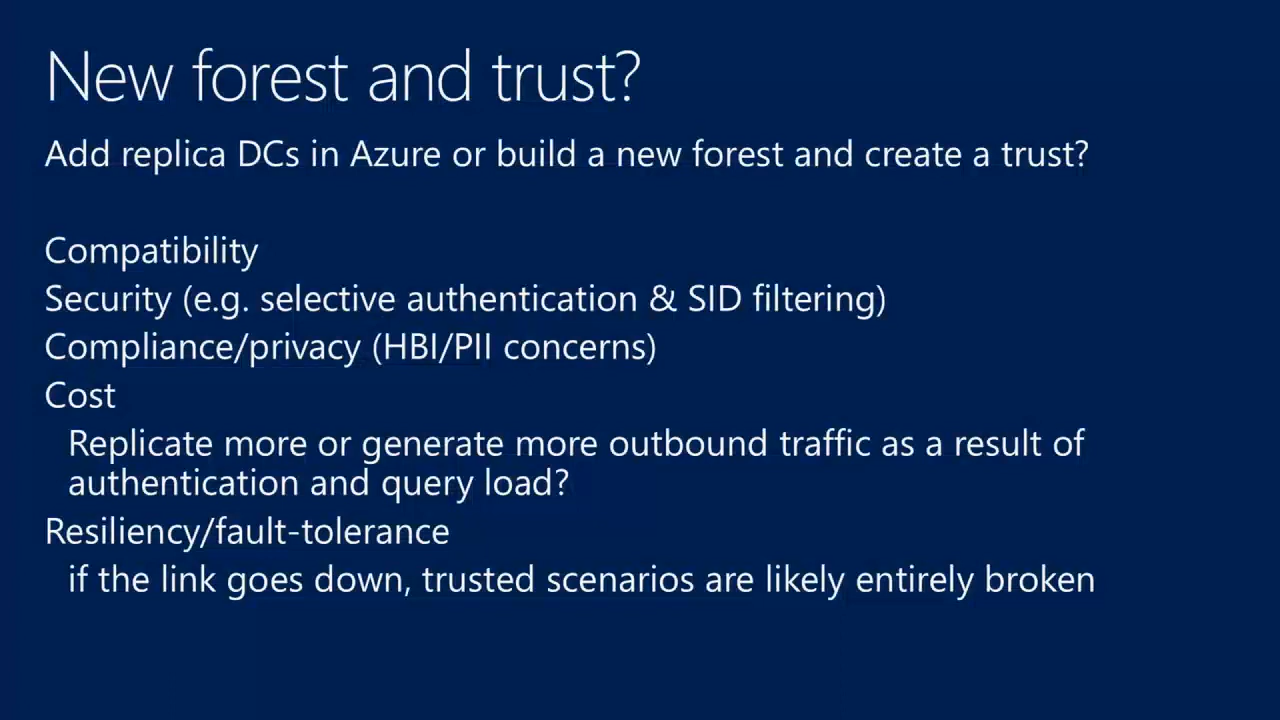 New forest and trust?
Add replica DCs in Azure or build a new forest and create a trust?
Compatibility
Security (e.g. selective authentication & SID filtering)
Compliance/privacy (HBI/PII concerns)
Cost
Replicate more or generate more outbound traffic as a result of
authentication and query load?
Resiliency/fault-tolerance
if the link goes down, trusted scenarios are likely entirely broken